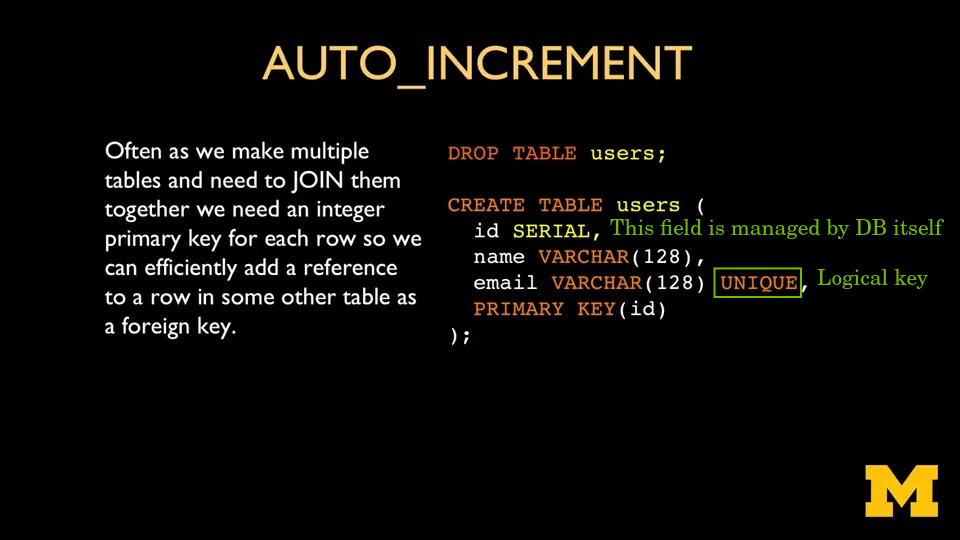 AUTO_INCREMENT
Often as we make multiple
tables and need to JOIN them
together we need an integer
primary key for each row so we
can efficiently add a reference
to a row in some other table as
a foreign key.
DROP TABLE users;
CREATE TABLE users (
id SERIAL, This field is managed by DB itself
name VARCHAR(128),
email VARCHAR(128) UNIQUE, Logical key
PRIMARY KEY(id)
);
M